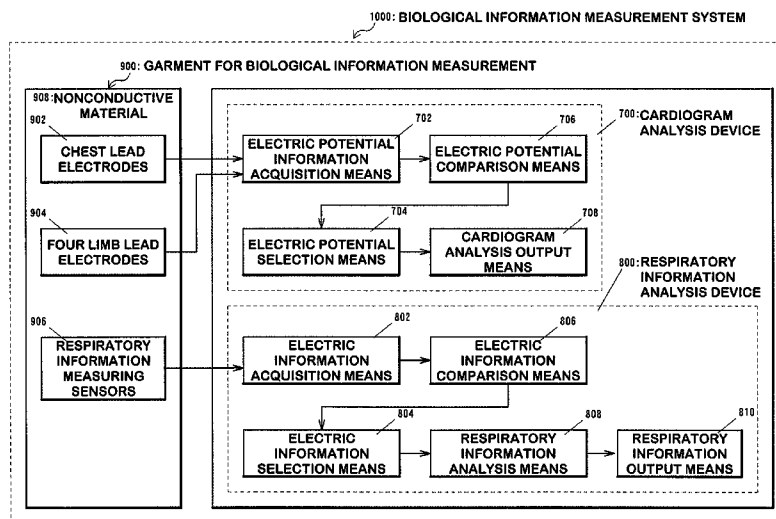 1000: BIOLOGICAL INFORMATION MEASUREMENT SYSTEM
900: GARMENT FOR BIOLOGICAL INFORMATION MEASUREMENT
908: NONCONDUCTIVE
MATERIAL
902
CHEST LEAD
ELECTRODES
904
FOUR LIMB LEAD
ELECTRODES
906
RESPIRATORY
INFORMATION
MEASURING
SENSORS
700: CARDIOGRAM
ANALYSIS DEVICE
702
ELECTRIC POTENTIAL
INFORMATION
ACQUISITION MEANS
706
ELECTRIC POTENTIAL
COMPARISON MEANS
704
ELECTRIC POTENTIAL
SELECTION MEANS
708
CARDIOGRAM
ANALYSIS OUTPUT
MEANS
800: RESPIRATORY
INFORMATION
ANALYSIS DEVICE
802
ELECTRIC
INFORMATION
ACQUISITION MEANS
806
ELECTRIC
INFORMATION
COMPARISON MEANS
804
ELECTRIC
INFORMATION
SELECTION MEANS
808
RESPIRATORY
INFORMATION
ANALYSIS MEANS
810
RESPIRATORY
INFORMATION
OUTPUT MEANS